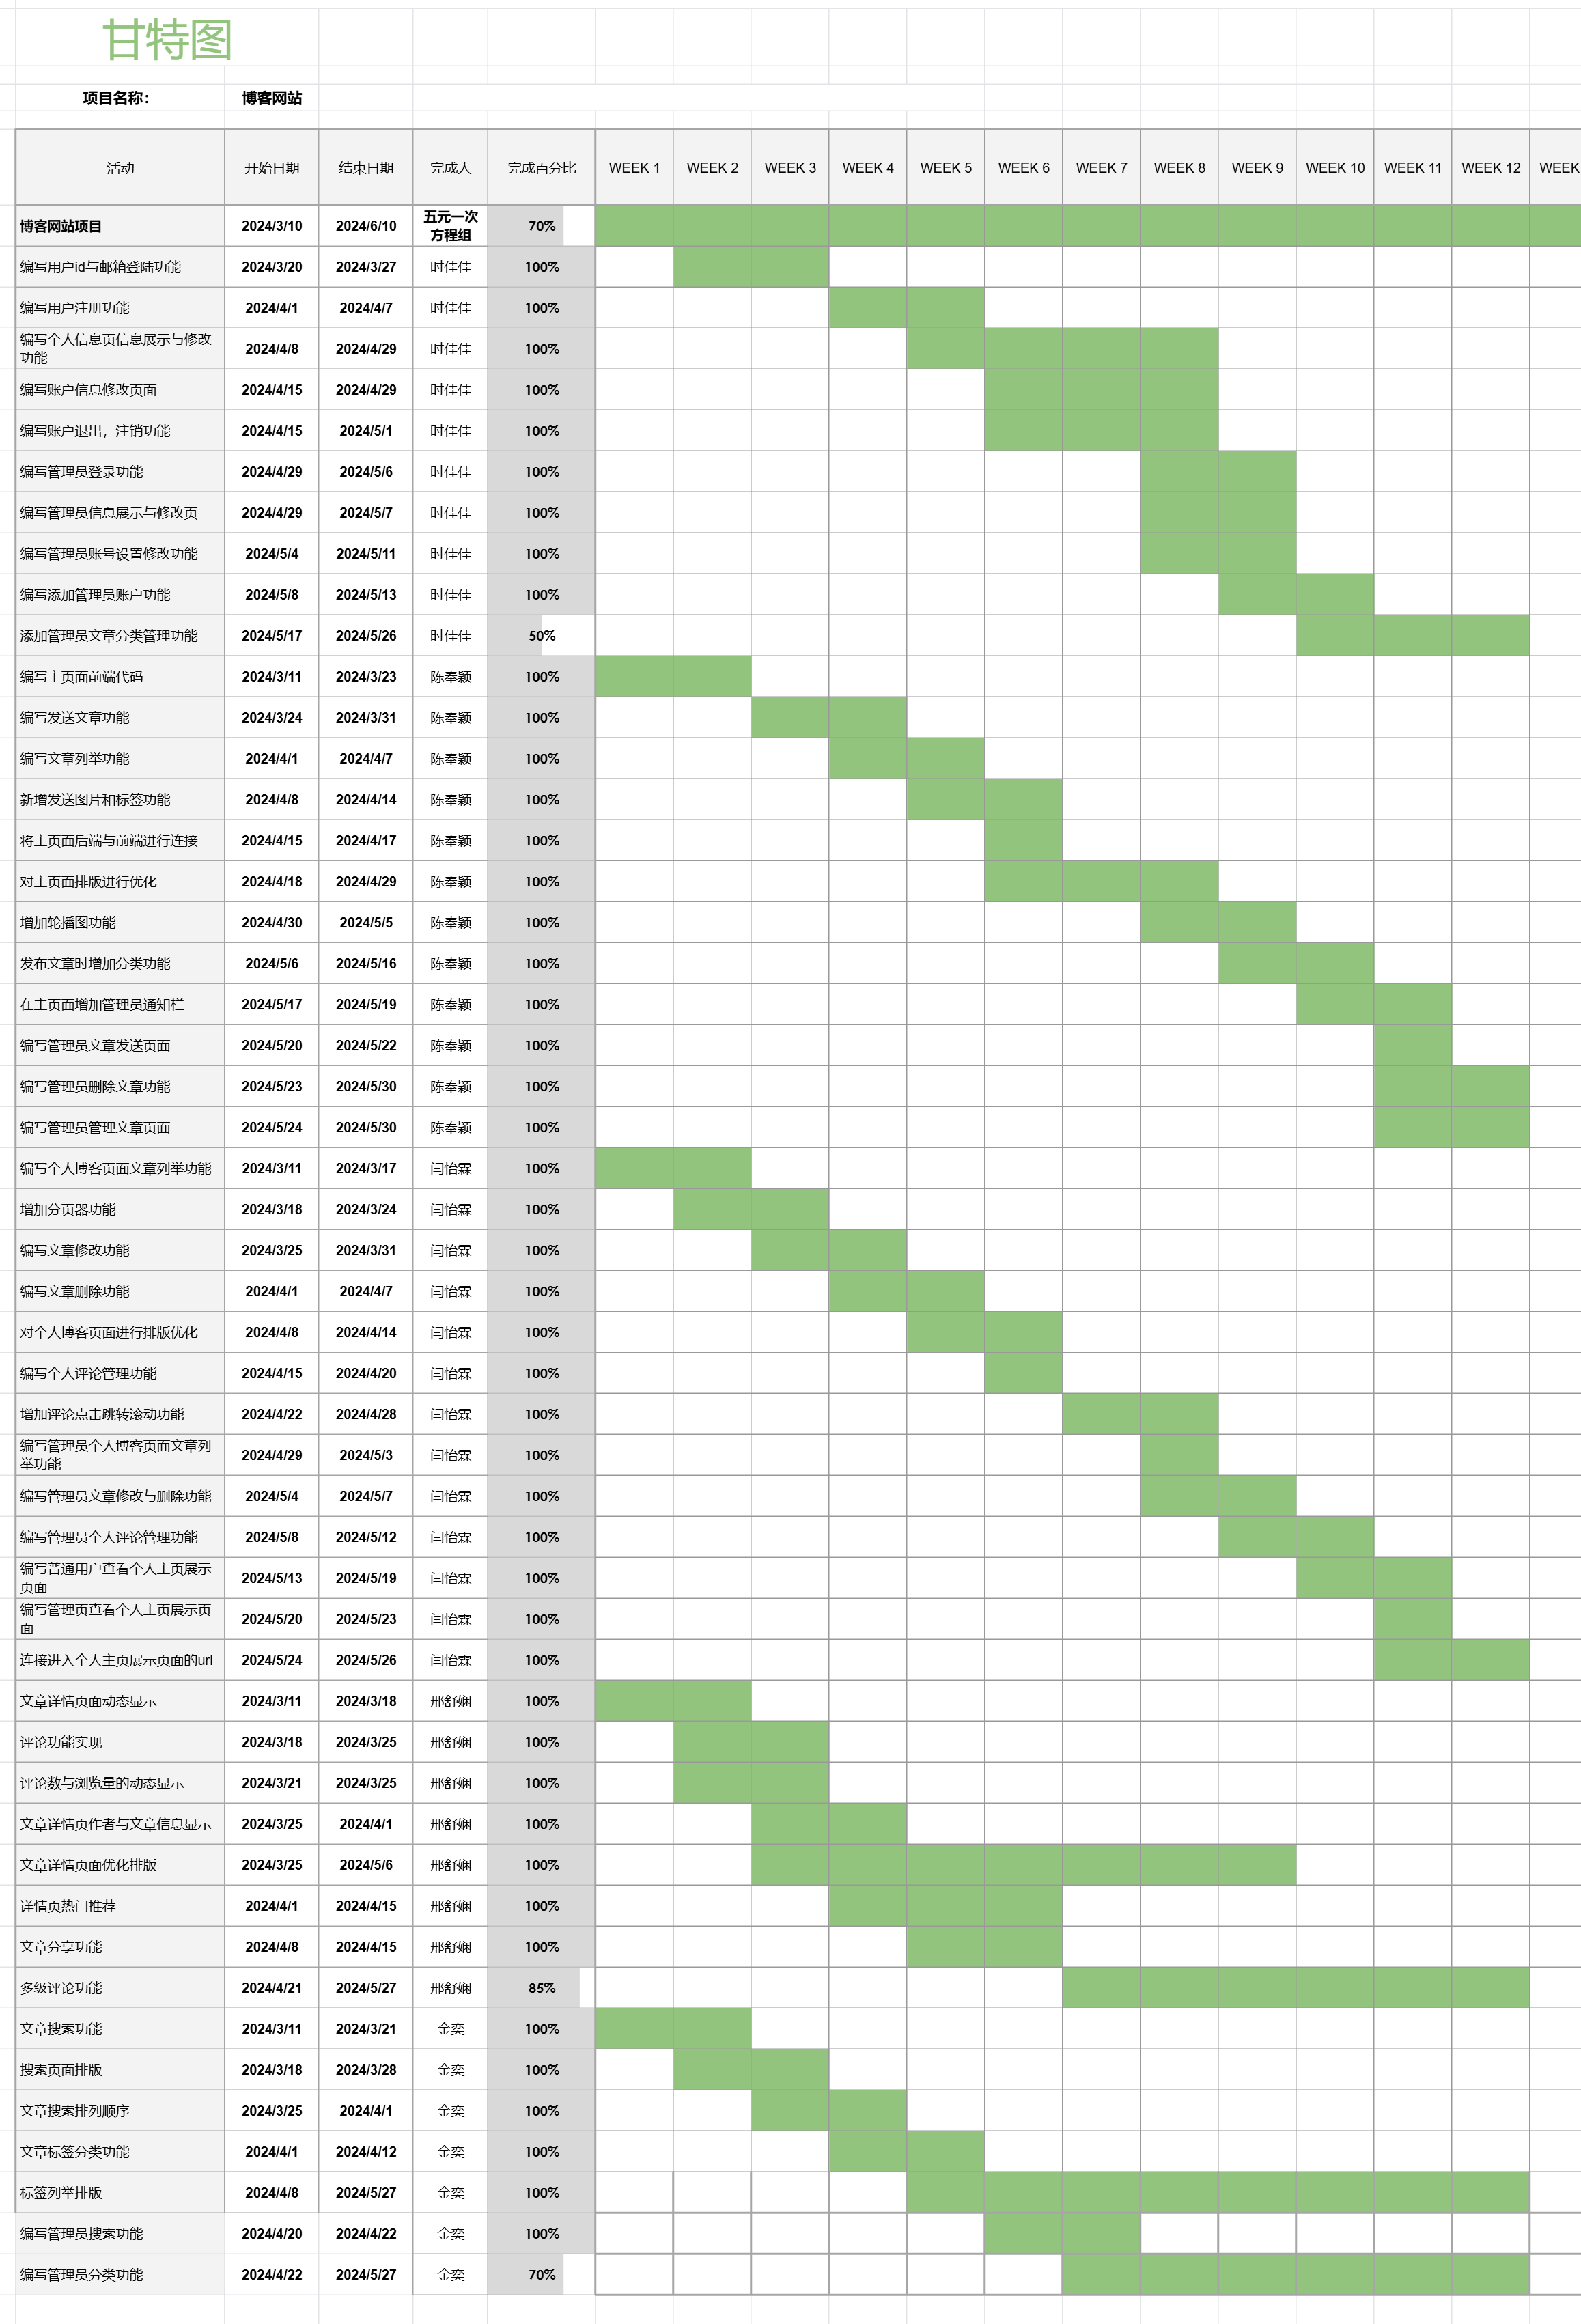 甘特图
项目名称: 博客网站
活动 开始日期 结束日期 完成人 完成百分比 WEEK 1 WEEK 2 WEEK 3 WEEK 4 WEEK 5 WEEK 6 WEEK 7 WEEK 8 WEEK 9 WEEK 10 WEEK 11 WEEK 12 WEEK
博客网站项目 2024/3/10 2024/6/10 五元一次
方程组 70%
编写用户id与邮箱登陆功能 2024/3/20 2024/3/27 时佳佳 100%
编写用户注册功能 2024/4/1 2024/4/7 时佳佳 100%
编写个人信息页信息展示与修改
功能 2024/4/8 2024/4/29 时佳佳 100%
编写账户信息修改页面 2024/4/15 2024/4/29 时佳佳 100%
编写账户退出，注销功能 2024/4/15 2024/5/1 时佳佳 100%
编写管理员登录功能 2024/4/29 2024/5/6 时佳佳 100%
编写管理员信息展示与修改页 2024/4/29 2024/5/7 时佳佳 100%
编写管理员账号设置修改功能 2024/5/4 2024/5/11 时佳佳 100%
编写添加管理员账户功能 2024/5/8 2024/5/13 时佳佳 100%
添加管理员文章分类管理功能 2024/5/17 2024/5/26 时佳佳 50%
编写主页面前端代码 2024/3/11 2024/3/23 陈奉颖 100%
编写发送文章功能 2024/3/24 2024/3/31 陈奉颖 100%
编写文章列举功能 2024/4/1 2024/4/7 陈奉颖 100%
新增发送图片和标签功能 2024/4/8 2024/4/14 陈奉颖 100%
将主页面后端与前端进行连接 2024/4/15 2024/4/17 陈奉颖 100%
对主页面排版进行优化 2024/4/18 2024/4/29 陈奉颖 100%
增加轮播图功能 2024/4/30 2024/5/5 陈奉颖 100%
发布文章时增加分类功能 2024/5/6 2024/5/16 陈奉颖 100%
在主页面增加管理员通知栏 2024/5/17 2024/5/19 陈奉颖 100%
编写管理员文章发送页面 2024/5/20 2024/5/22 陈奉颖 100%
编写管理员删除文章功能 2024/5/23 2024/5/30 陈奉颖 100%
编写管理员管理文章页面 2024/5/24 2024/5/30 陈奉颖 100%
编写个人博客页面文章列举功能 2024/3/11 2024/3/17 闫怡霖 100%
增加分页器功能 2024/3/18 2024/3/24 闫怡霖 100%
编写文章修改功能 2024/3/25 2024/3/31 闫怡霖 100%
编写文章删除功能 2024/4/1 2024/4/7 闫怡霖 100%
对个人博客页面进行排版优化 2024/4/8 2024/4/14 闫怡霖 100%
编写个人评论管理功能 2024/4/15 2024/4/20 闫怡霖 100%
增加评论点击跳转滚动功能 2024/4/22 2024/4/28 闫怡霖 100%
编写管理员个人博客页面文章列
举功能 2024/4/29 2024/5/3 闫怡霖 100%
编写管理员文章修改与删除功能 2024/5/4 2024/5/7 闫怡霖 100%
编写管理员个人评论管理功能 2024/5/8 2024/5/12 闫怡霖 100%
编写普通用户查看个人主页展示
页面 2024/5/13 2024/5/19 闫怡霖 100%
编写管理页查看个人主页展示页
面 2024/5/20 2024/5/23 闫怡霖 100%
连接进入个人主页展示页面的url 2024/5/24 2024/5/26 闫怡霖 100%
文章详情页面动态显示 2024/3/11 2024/3/18 邢舒娴 100%
评论功能实现 2024/3/18 2024/3/25 邢舒娴 100%
评论数与浏览量的动态显示 2024/3/21 2024/3/25 邢舒娴 100%
文章详情页作者与文章信息显示 2024/3/25 2024/4/1 邢舒娴 100%
文章详情页面优化排版 2024/3/25 2024/5/6 邢舒娴 100%
详情页热门推荐 2024/4/1 2024/4/15 邢舒娴 100%
文章分享功能 2024/4/8 2024/4/15 邢舒娴 100%
多级评论功能 2024/4/21 2024/5/27 邢舒娴 85%
文章搜索功能 2024/3/11 2024/3/21 金奕 100%
搜索页面排版 2024/3/18 2024/3/28 金奕 100%
文章搜索排列顺序 2024/3/25 2024/4/1 金奕 100%
文章标签分类功能 2024/4/1 2024/4/12 金奕 100%
标签列举排版 2024/4/8 2024/5/27 金奕 100%
编写管理员搜索功能 2024/4/20 2024/4/22 金奕 100%
编写管理员分类功能 2024/4/22 2024/5/27 金奕 70%